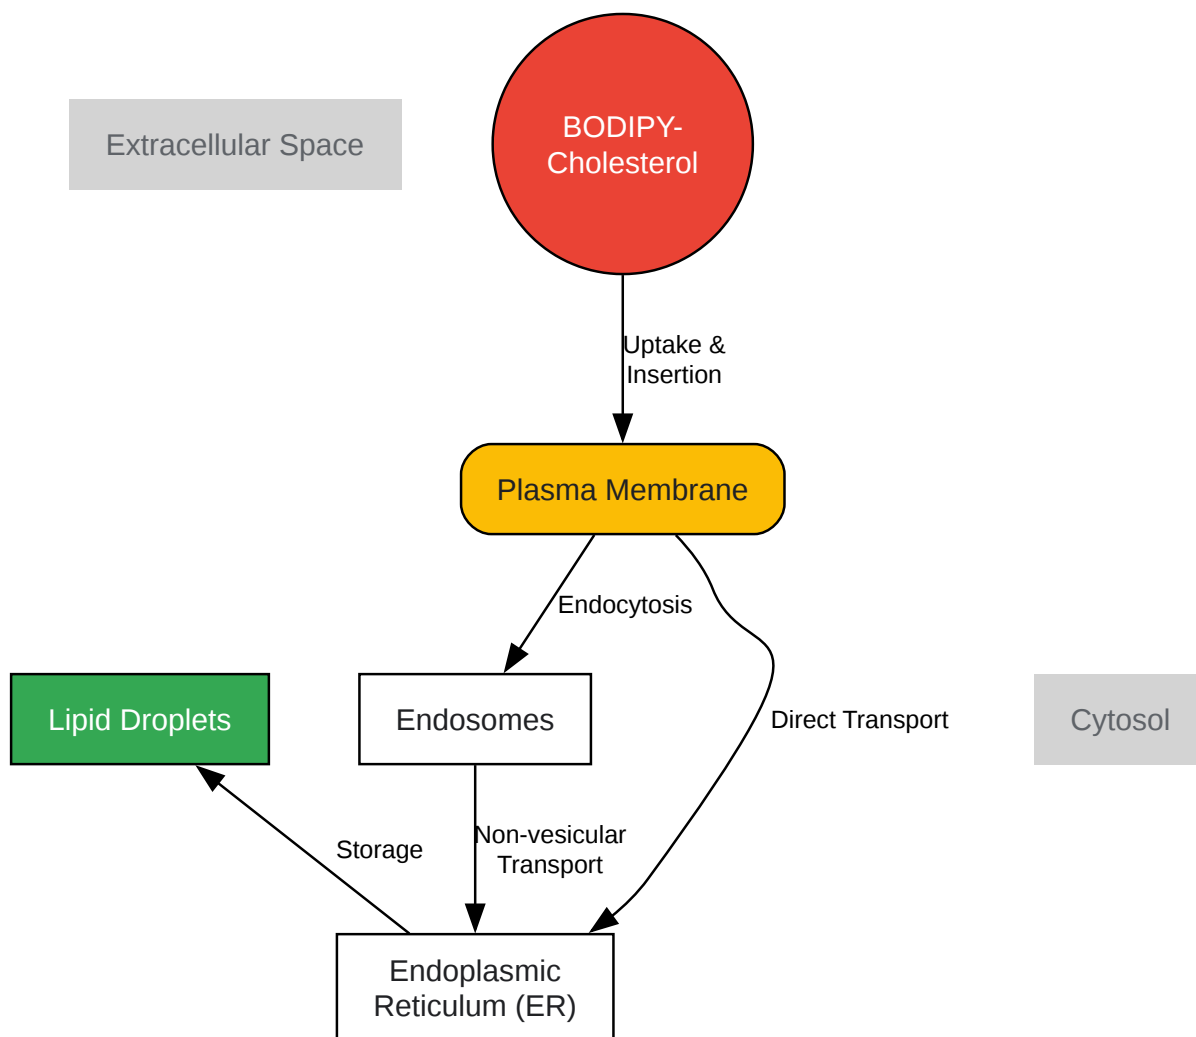 BODIPY-
Cholesterol
Extracellular Space
Uptake &
Insertion
Plasma Membrane
Endocytosis
Lipid Droplets
Endosomes
Direct Transport
Cytosol
Storage
Non-vesicular
Transport
Endoplasmic
Reticulum (ER)